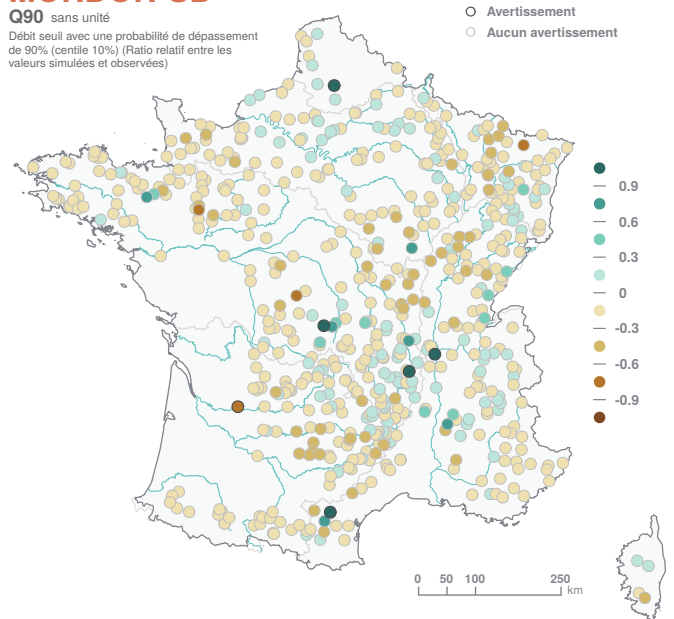 Q90 sans unité
Débit seuil avec une probabilité de dépassement
de 90% (centile 10%) (Ratio relatif entre les
valeurs simulées et observées)
Avertissement
Aucun avertissement
0.9
0.6
0.3
0
-0.3
-0.6
-0.9
0 50 100 250
km